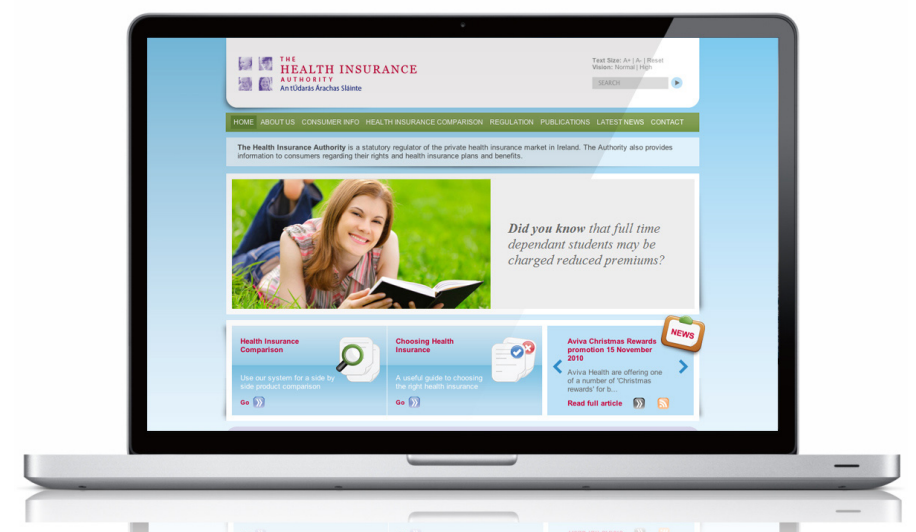 THE
HEALTH INSURANCE
AUTHORITY
An tÚdarás Árachas Sláinte
Text Size: A+ | A- | Reset
Vision: Normal | High
SEARCH
HOME ABOUT US CONSUMER INFO HEALTH INSURANCE COMPARISON REGULATION PUBLICATIONS LATEST NEWS CONTACT
The Health Insurance Authority is a statutory regulator of the private health insurance market in Ireland. The Authority also provides
information to consumers regarding their rights and health insurance plans and benefits.
Did you know that full time
dependant students may be
charged reduced premiums?
Health Insurance
Comparison
Use our system for a side by
side product comparison
Go
Choosing Health
Insurance
A useful guide to choosing
the right health insurance
Go
NEWS
Aviva Christmas Rewards
promotion 15 November
2010
Aviva Health are offering one
of a number of 'Christmas
rewards' for b...
Read full article